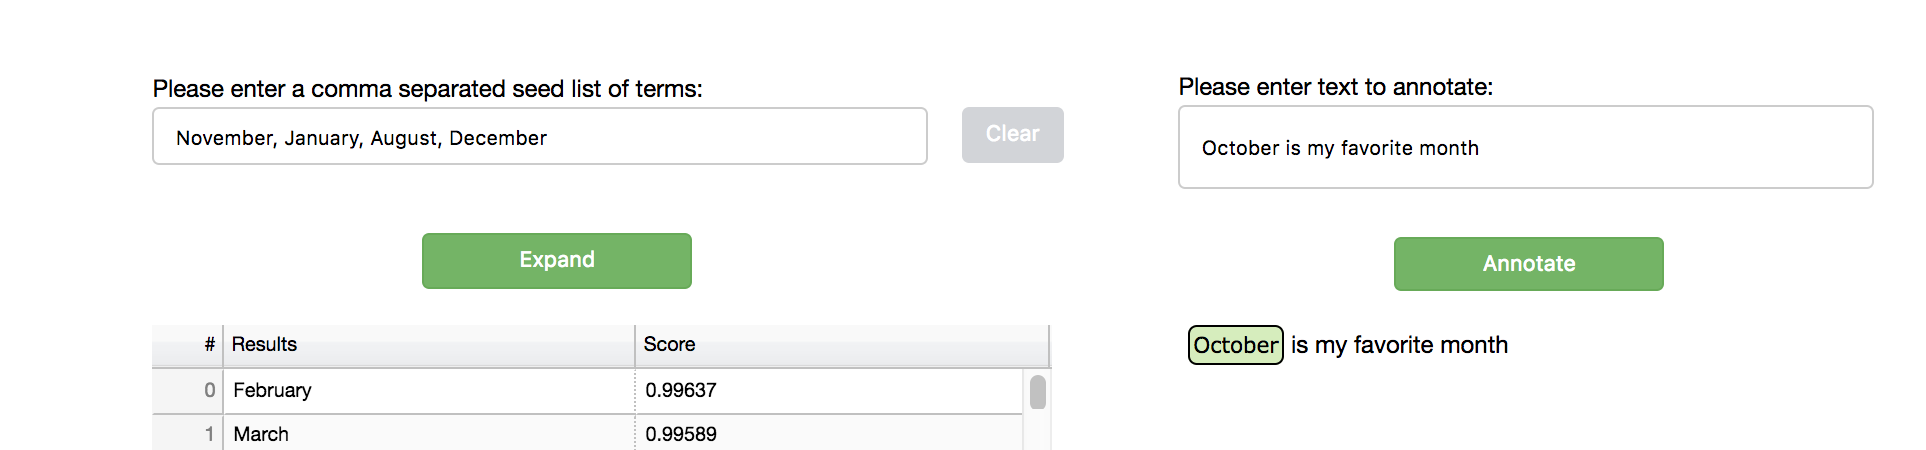 Please enter a comma separated seed list of terms:
November, January, August, December
Clear
Expand
# Results Score
0 February 0.99637
1 March 0.99589
Please enter text to annotate:
October is my favorite month
Annotate
October is my favorite month